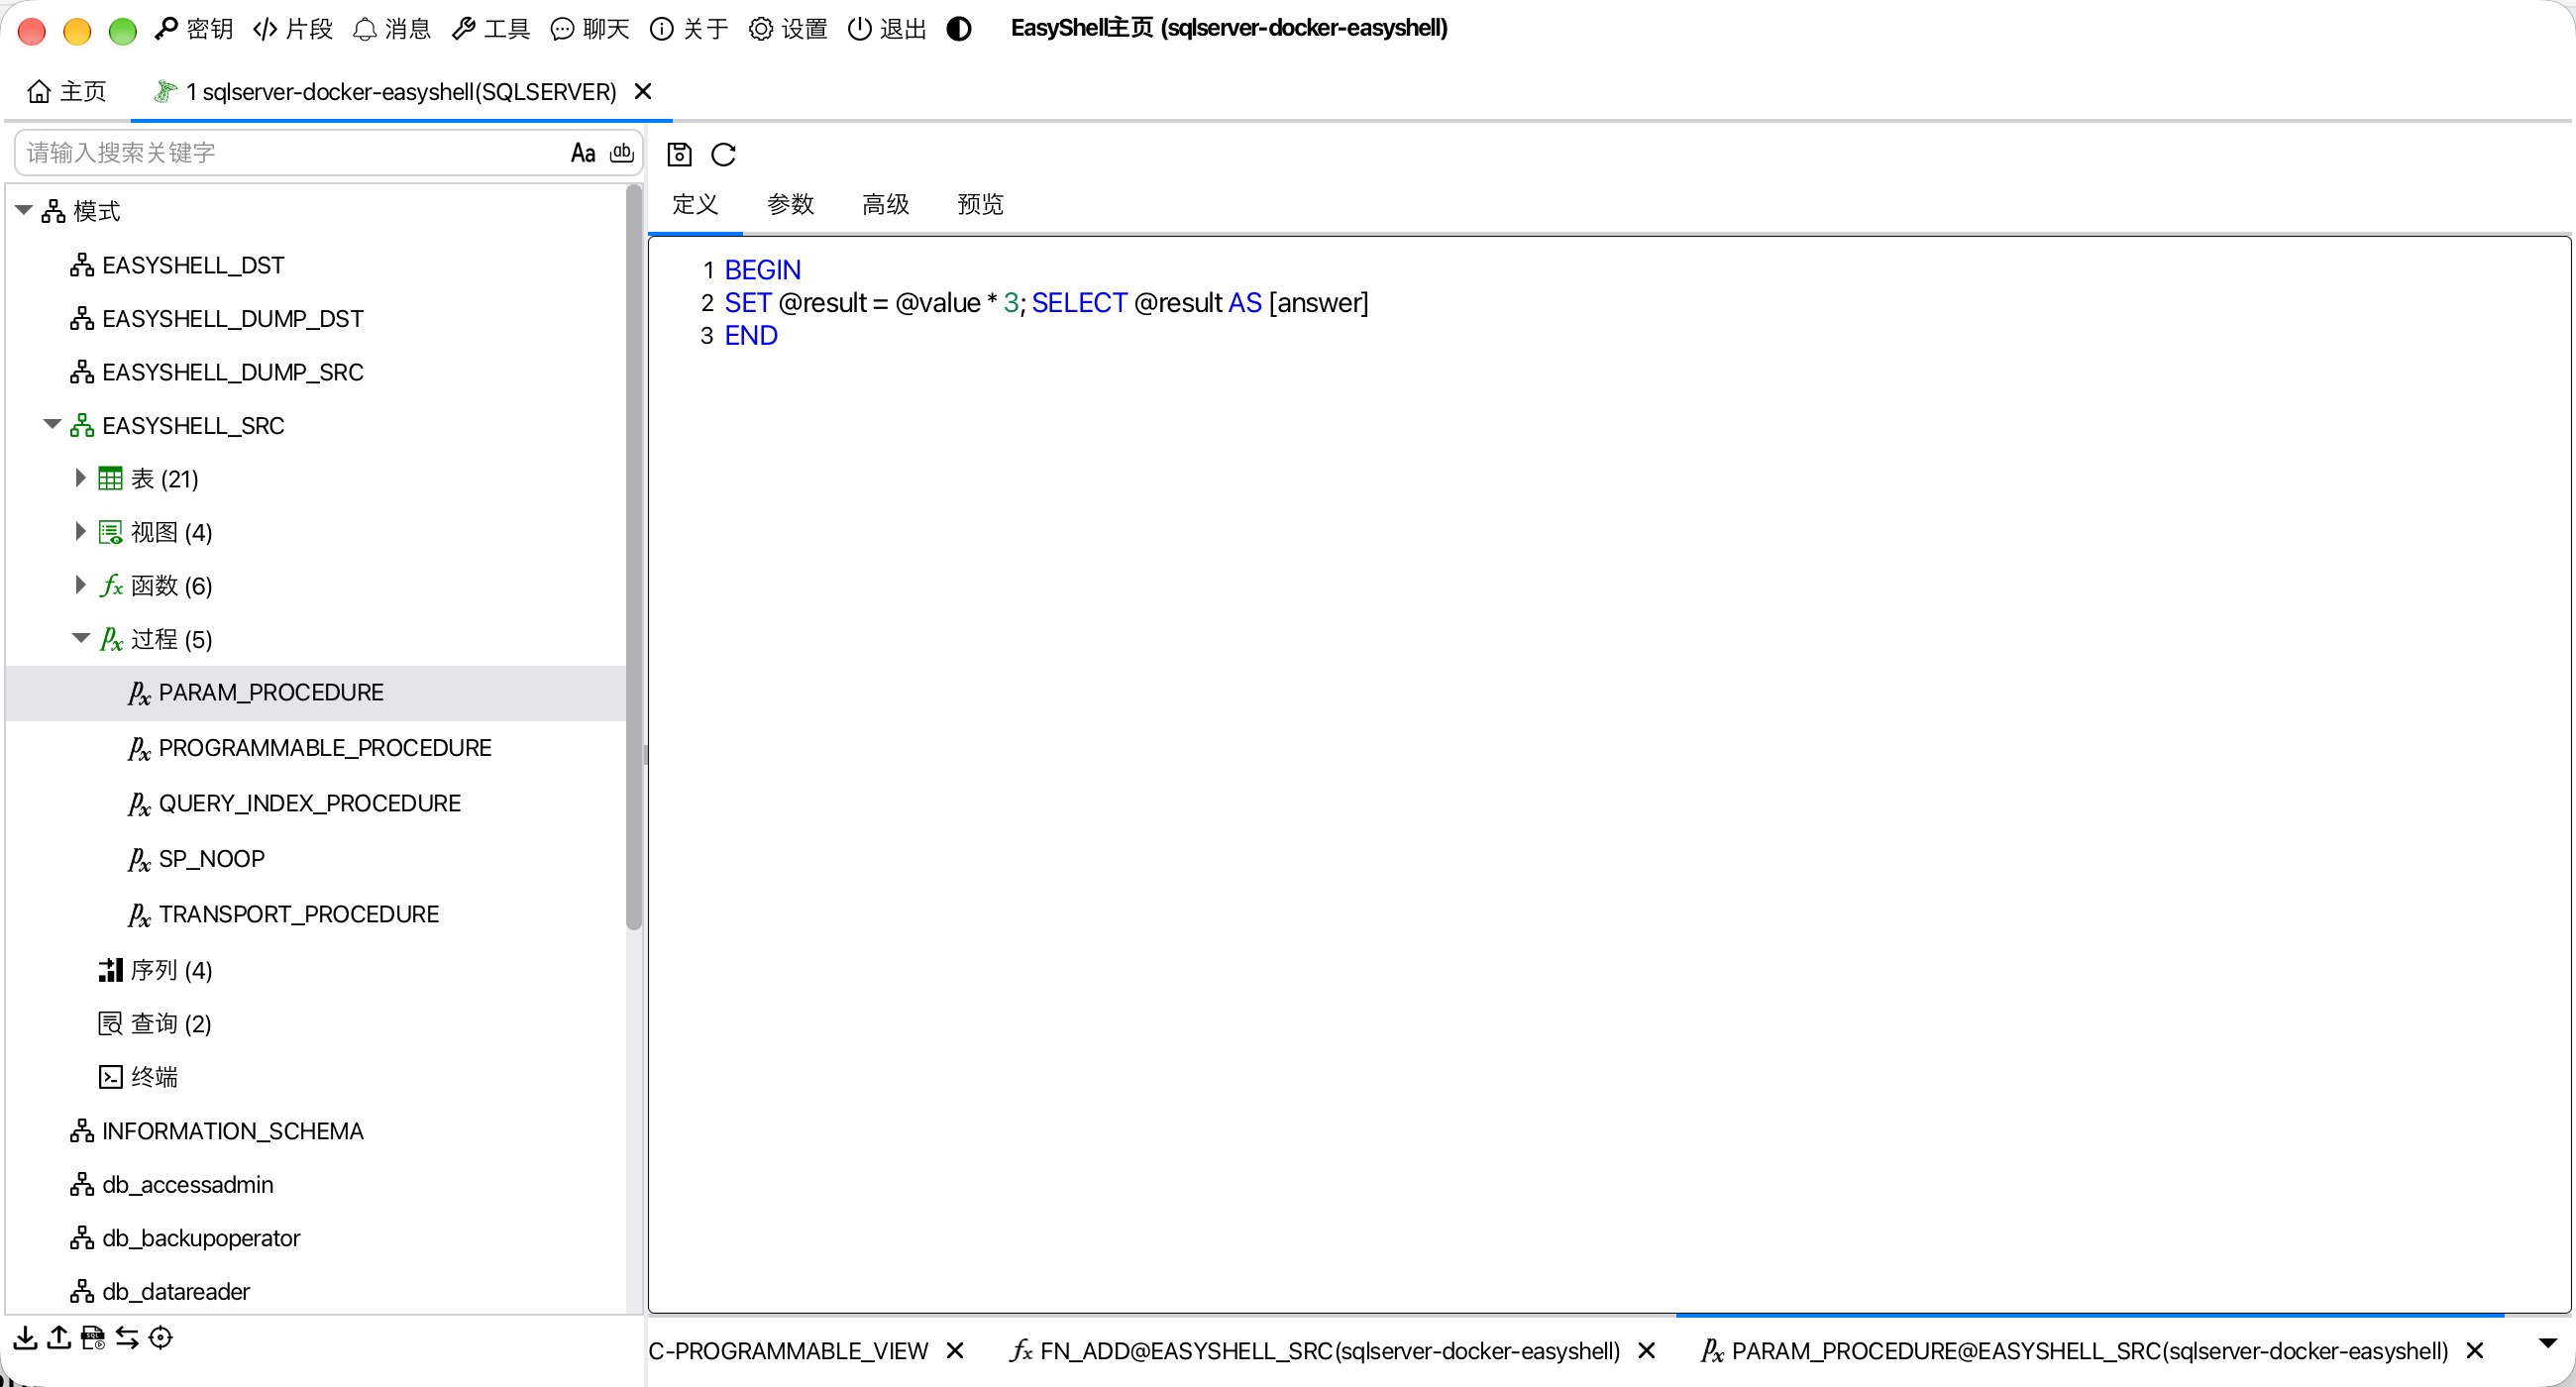 密钥 片段 消息 工具 聊天 关于 设置 退出 EasyShell主页 (sqlserver-docker-easyshell)
主页 1 sqlserver-docker-easyshell(SQLSERVER)
请输入搜索关键字 Aa ab
模式
EASYSHELL_DST
EASYSHELL_DUMP_DST
EASYSHELL_DUMP_SRC
EASYSHELL_SRC
表 (21)
视图 (4)
函数 (6)
过程 (5)
PARAM_PROCEDURE
PROGRAMMABLE_PROCEDURE
QUERY_INDEX_PROCEDURE
SP_NOOP
TRANSPORT_PROCEDURE
序列 (4)
查询 (2)
终端
INFORMATION_SCHEMA
db_accessadmin
db_backupoperator
db_datareader
定义 参数 高级 预览
1 BEGIN
2 SET @result = @value * 3; SELECT @result AS [answer]
3 END
C-PROGRAMMABLE_VIEW FN_ADD@EASYSHELL_SRC(sqlserver-docker-easyshell) PARAM_PROCEDURE@EASYSHELL_SRC(sqlserver-docker-easyshell)